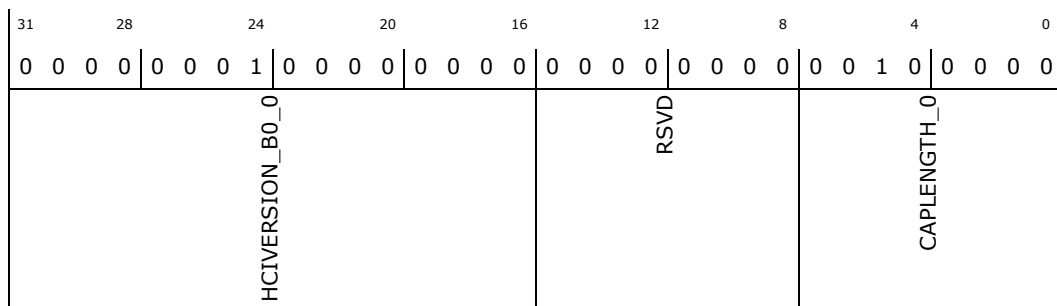 31 28 24 20 16 12 8 4 0
0 0 0 0 0 0 0 1 0 0 0 0 0 0 0 0 0 0 0 0 0 0 0 0 0 0 1 0 0 0 0 0
HCIVERSION_B0_0
RSVD
CAPLENGTH_0